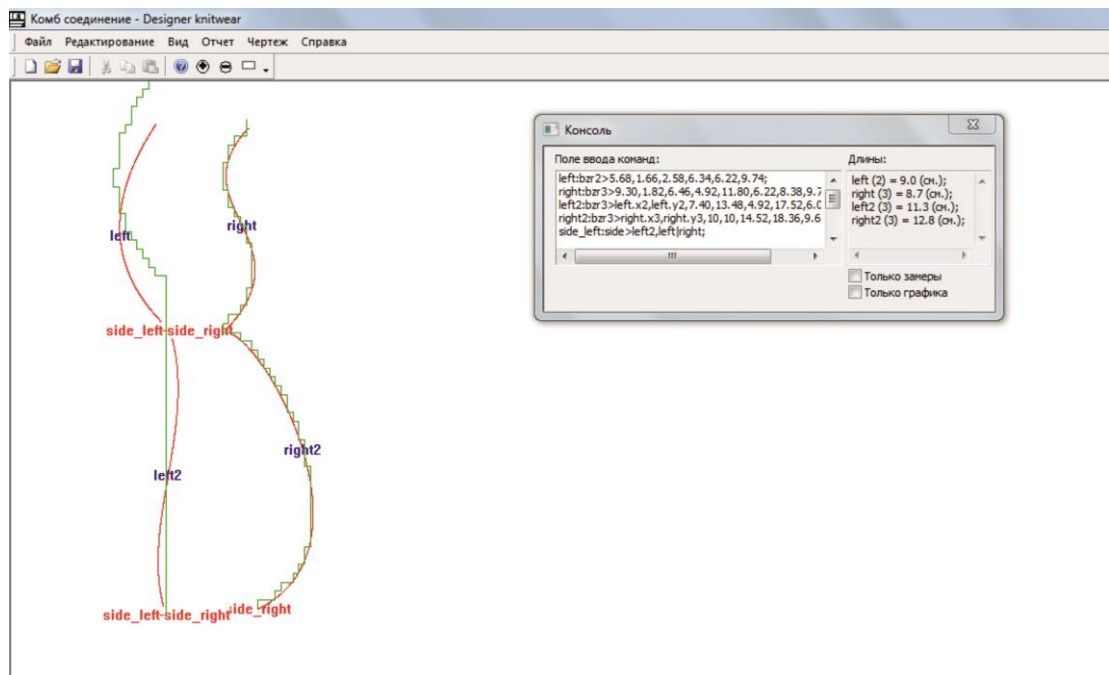 Комб соединение - Designer knitwear
Файл Редактирование Вид Отчет Чертеж Справка
left
right
side_left-side_right
left2
right2
side_left-side_right
side_right
Консоль
Поле ввода команд:
left:bzr2>5.68,1.66,2.58,6.34,6.22,9.74;
right:bzr3>9.30,1.82,6.46,4.92,11.80,6.22,8.38,9.7
left2:bzr3>left.x2,left.y2,7.40,13.48,4.92,17.52,6.0
right2:bzr3>right.x3,right.y3,10,10,14.52,18.36,9.6
side_left:side>left2,left|right;
Длины:
left (2) = 9.0 (см.);
right (3) = 8.7 (см.);
left2 (3) = 11.3 (см.);
right2 (3) = 12.8 (см.);
Только замеры
Только графика